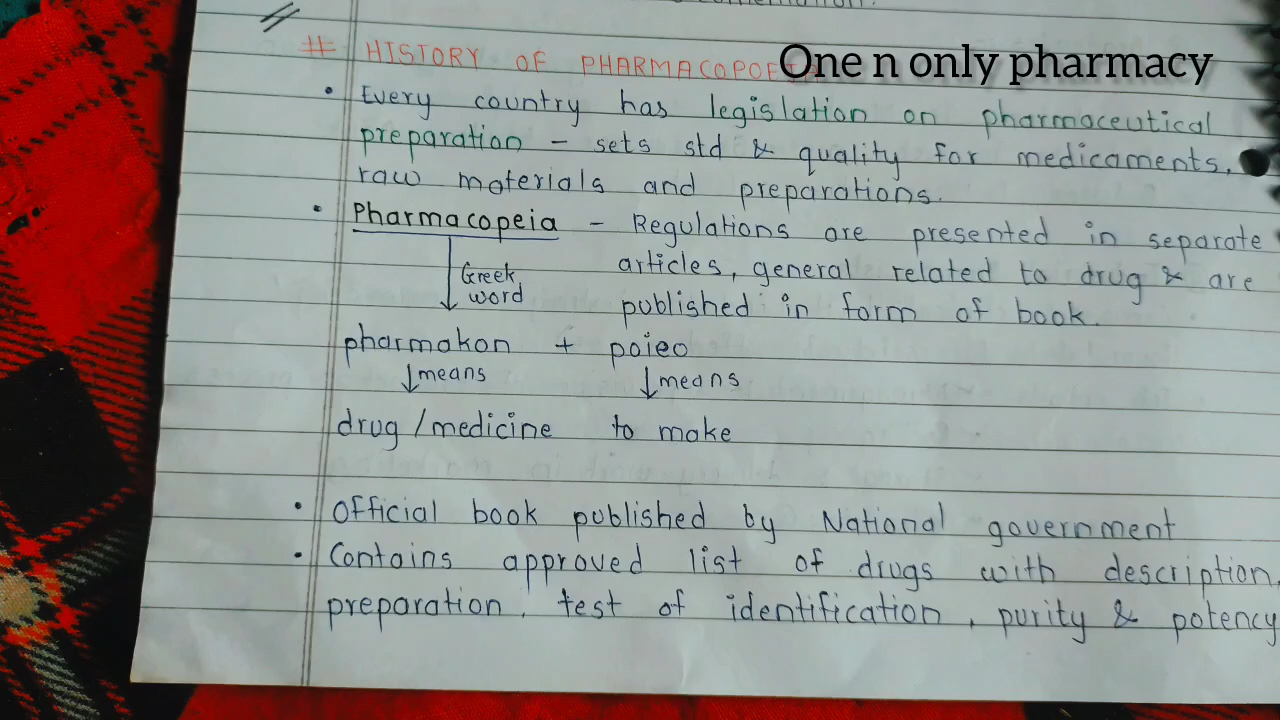 # HISTORY OF PHARMACOPOE
One n only pharmacy
• Every country has legislation on pharmaceutical
preparation – sets std & quality for medicaments,
raw materials and preparations.
• Pharmacopeia – Regulations are presented in separate
articles, general related to drug & are
published in form of book.
Greek
word
pharmakon + poieo
↓means ↓means
drug / medicine to make
• Official book published by National government
• Contains approved list of drugs with description,
preparation, test of identification, purity & potency